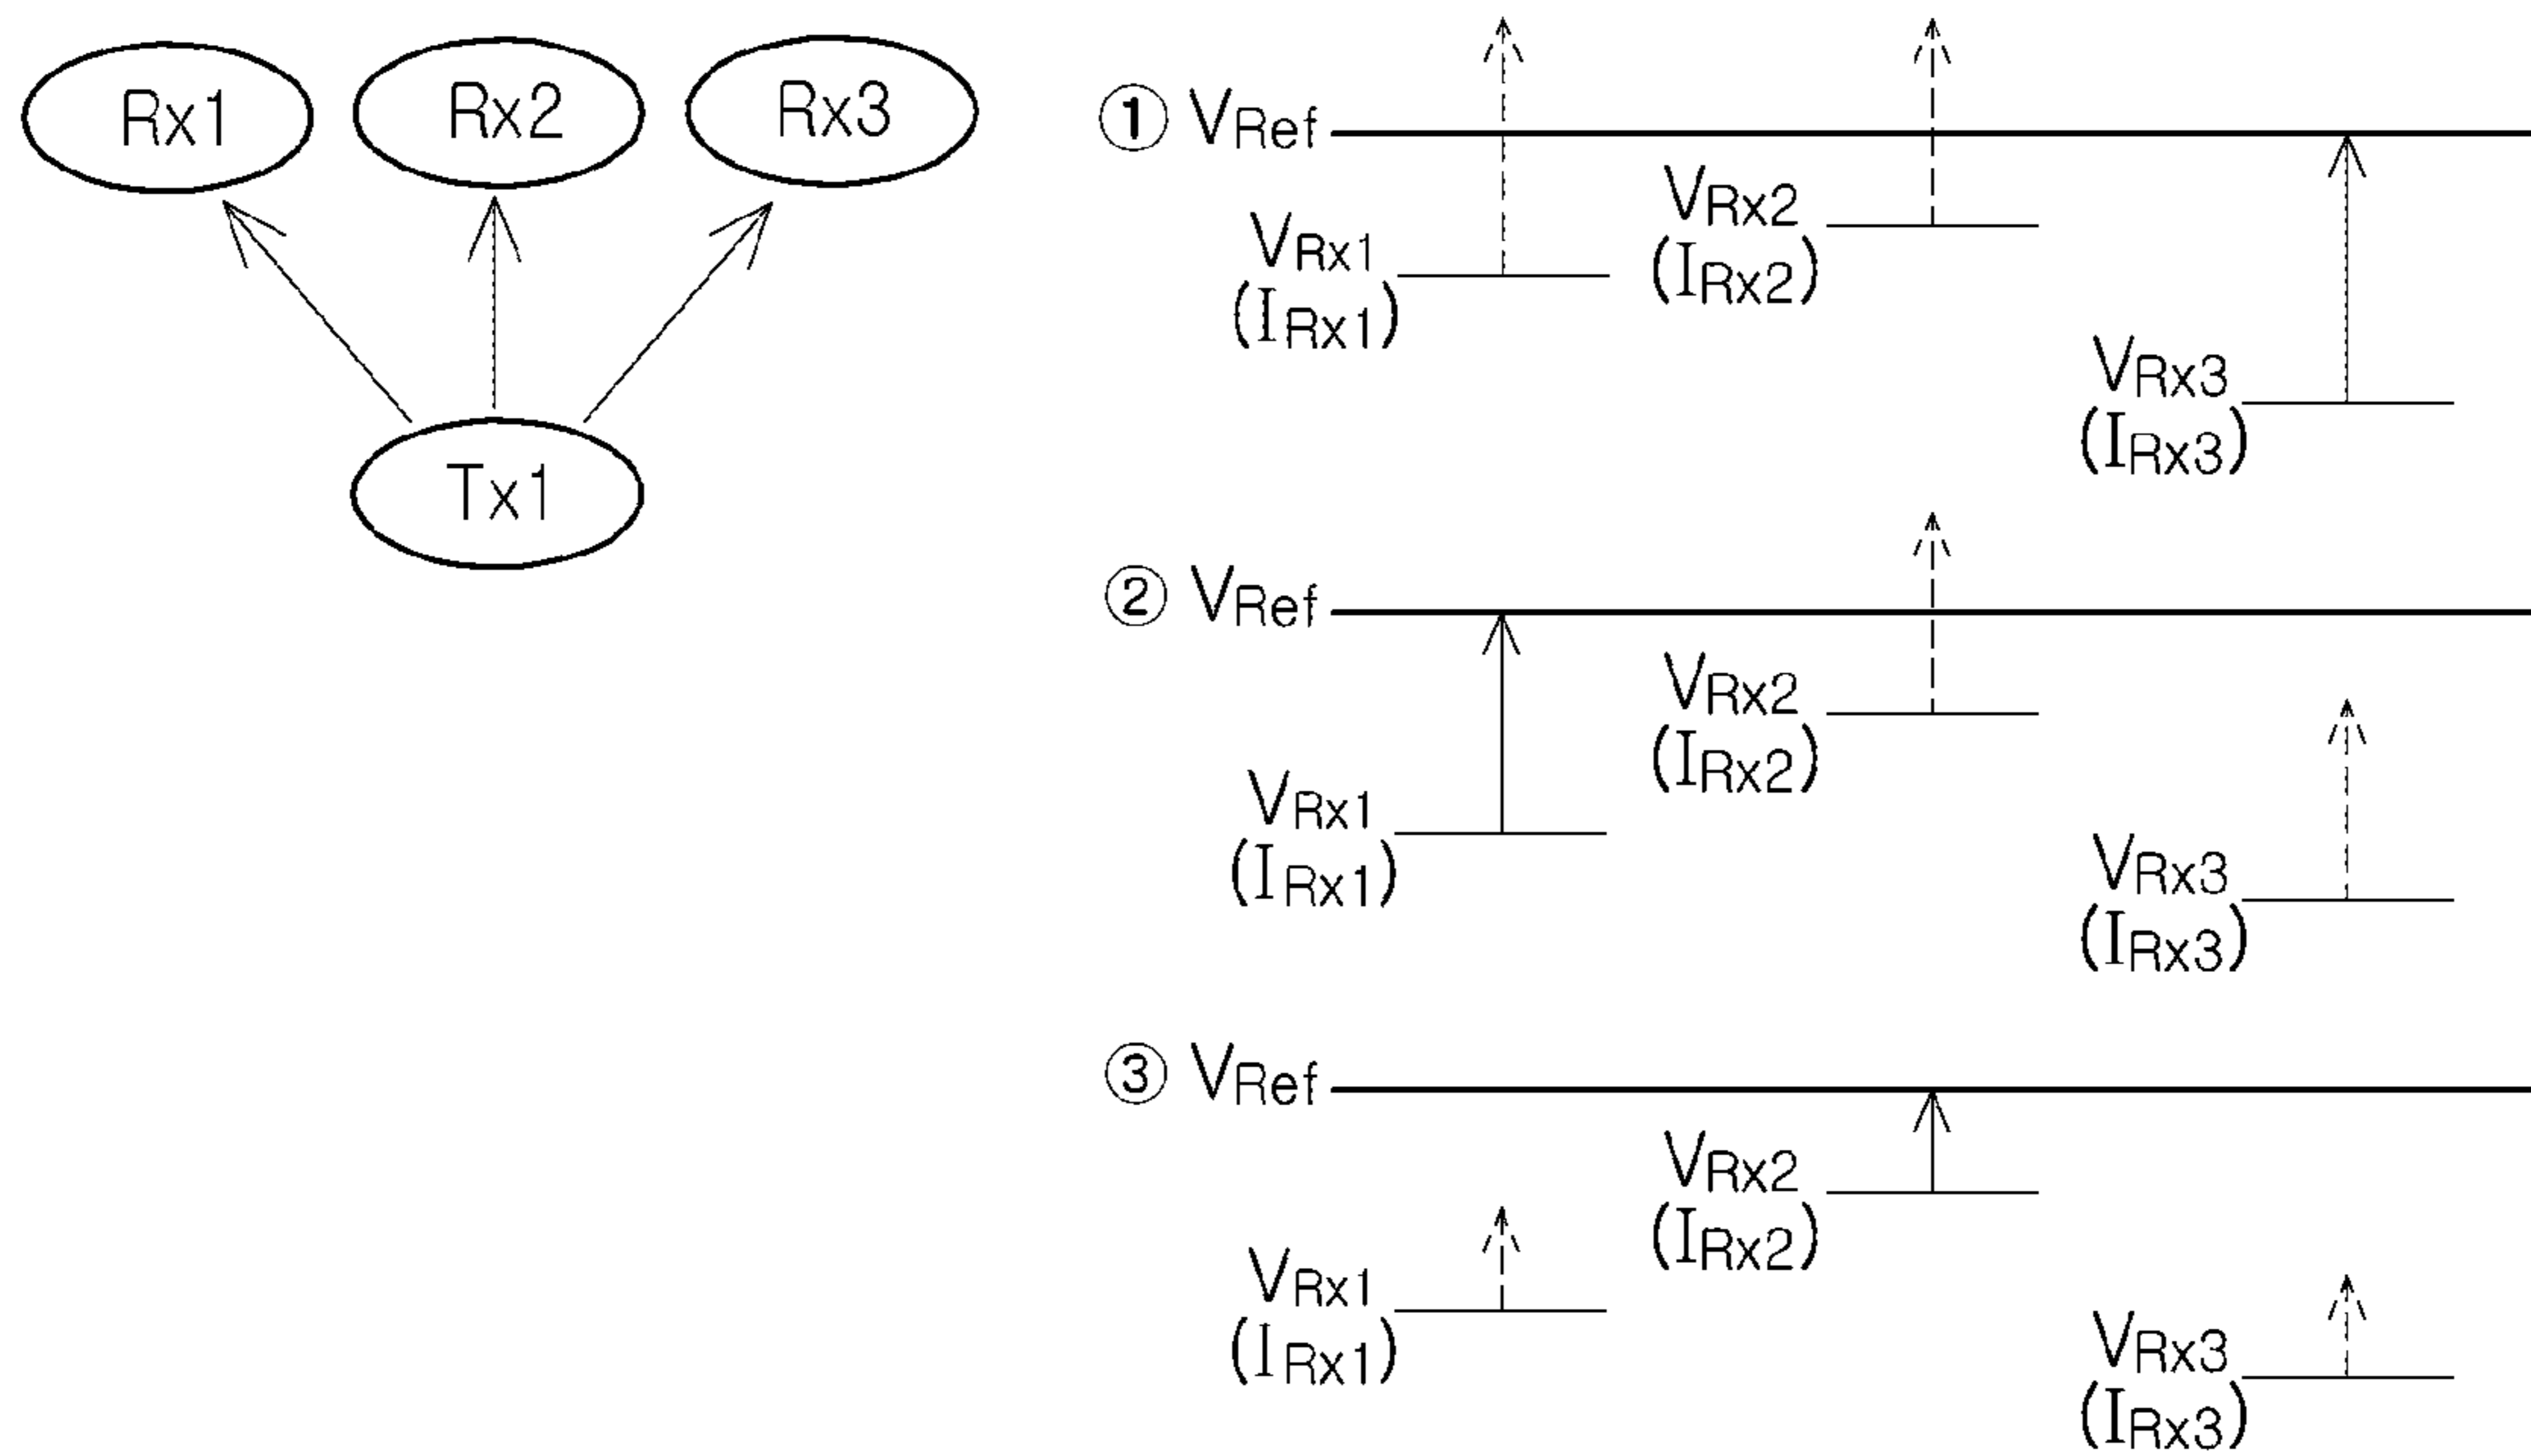 Rx1 Rx2 Rx3
Tx1
① VRef
VRx1
(IRx1)
VRx2
(IRx2)
VRx3
(IRx3)
② VRef
VRx1
(IRx1)
VRx2
(IRx2)
VRx3
(IRx3)
③ VRef
VRx1
(IRx1)
VRx2
(IRx2)
VRx3
(IRx3)